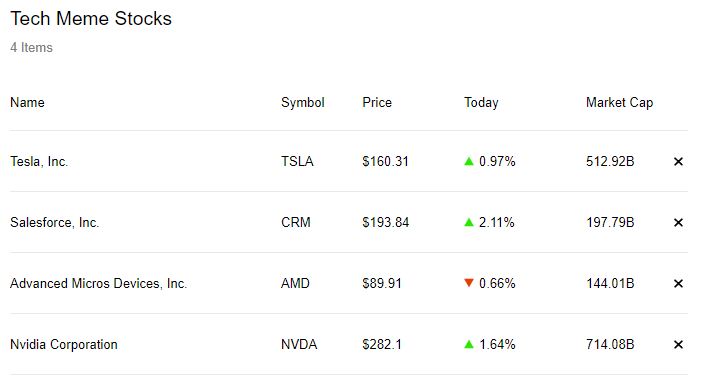 Tech Meme Stocks
4 Items
Name Symbol Price Today Market Cap
Tesla, Inc. TSLA $160.31 ▲ 0.97% 512.92B ×
Salesforce, Inc. CRM $193.84 ▲ 2.11% 197.79B ×
Advanced Micros Devices, Inc. AMD $89.91 ▼ 0.66% 144.01B ×
Nvidia Corporation NVDA $282.1 ▲ 1.64% 714.08B ×